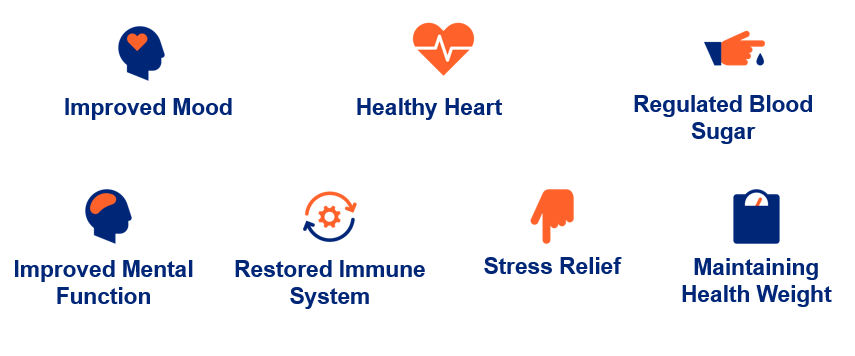 Improved Mood
Healthy Heart
Regulated Blood
Sugar
Improved Mental
Function
Restored Immune
System
Stress Relief
Maintaining
Health Weight